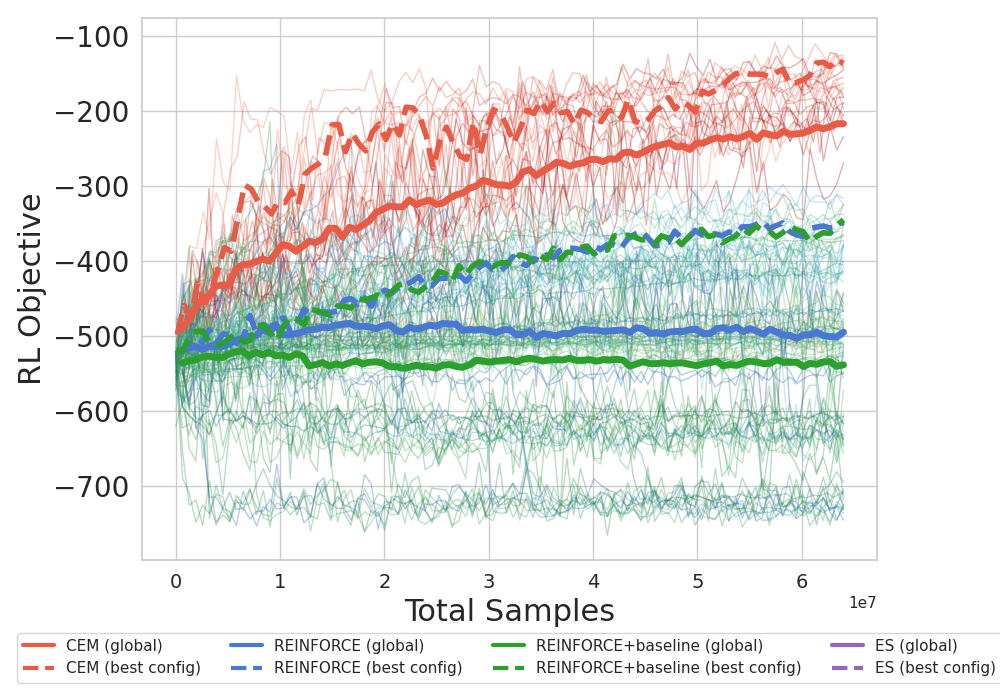 −100
−200
−300
−400
−500
−600
−700
RL Objective
0 1 2 3 4 5 6
1e7
Total Samples
CEM (global) REINFORCE (global) REINFORCE+baseline (global) ES (global)
CEM (best config) REINFORCE (best config) REINFORCE+baseline (best config) ES (best config)